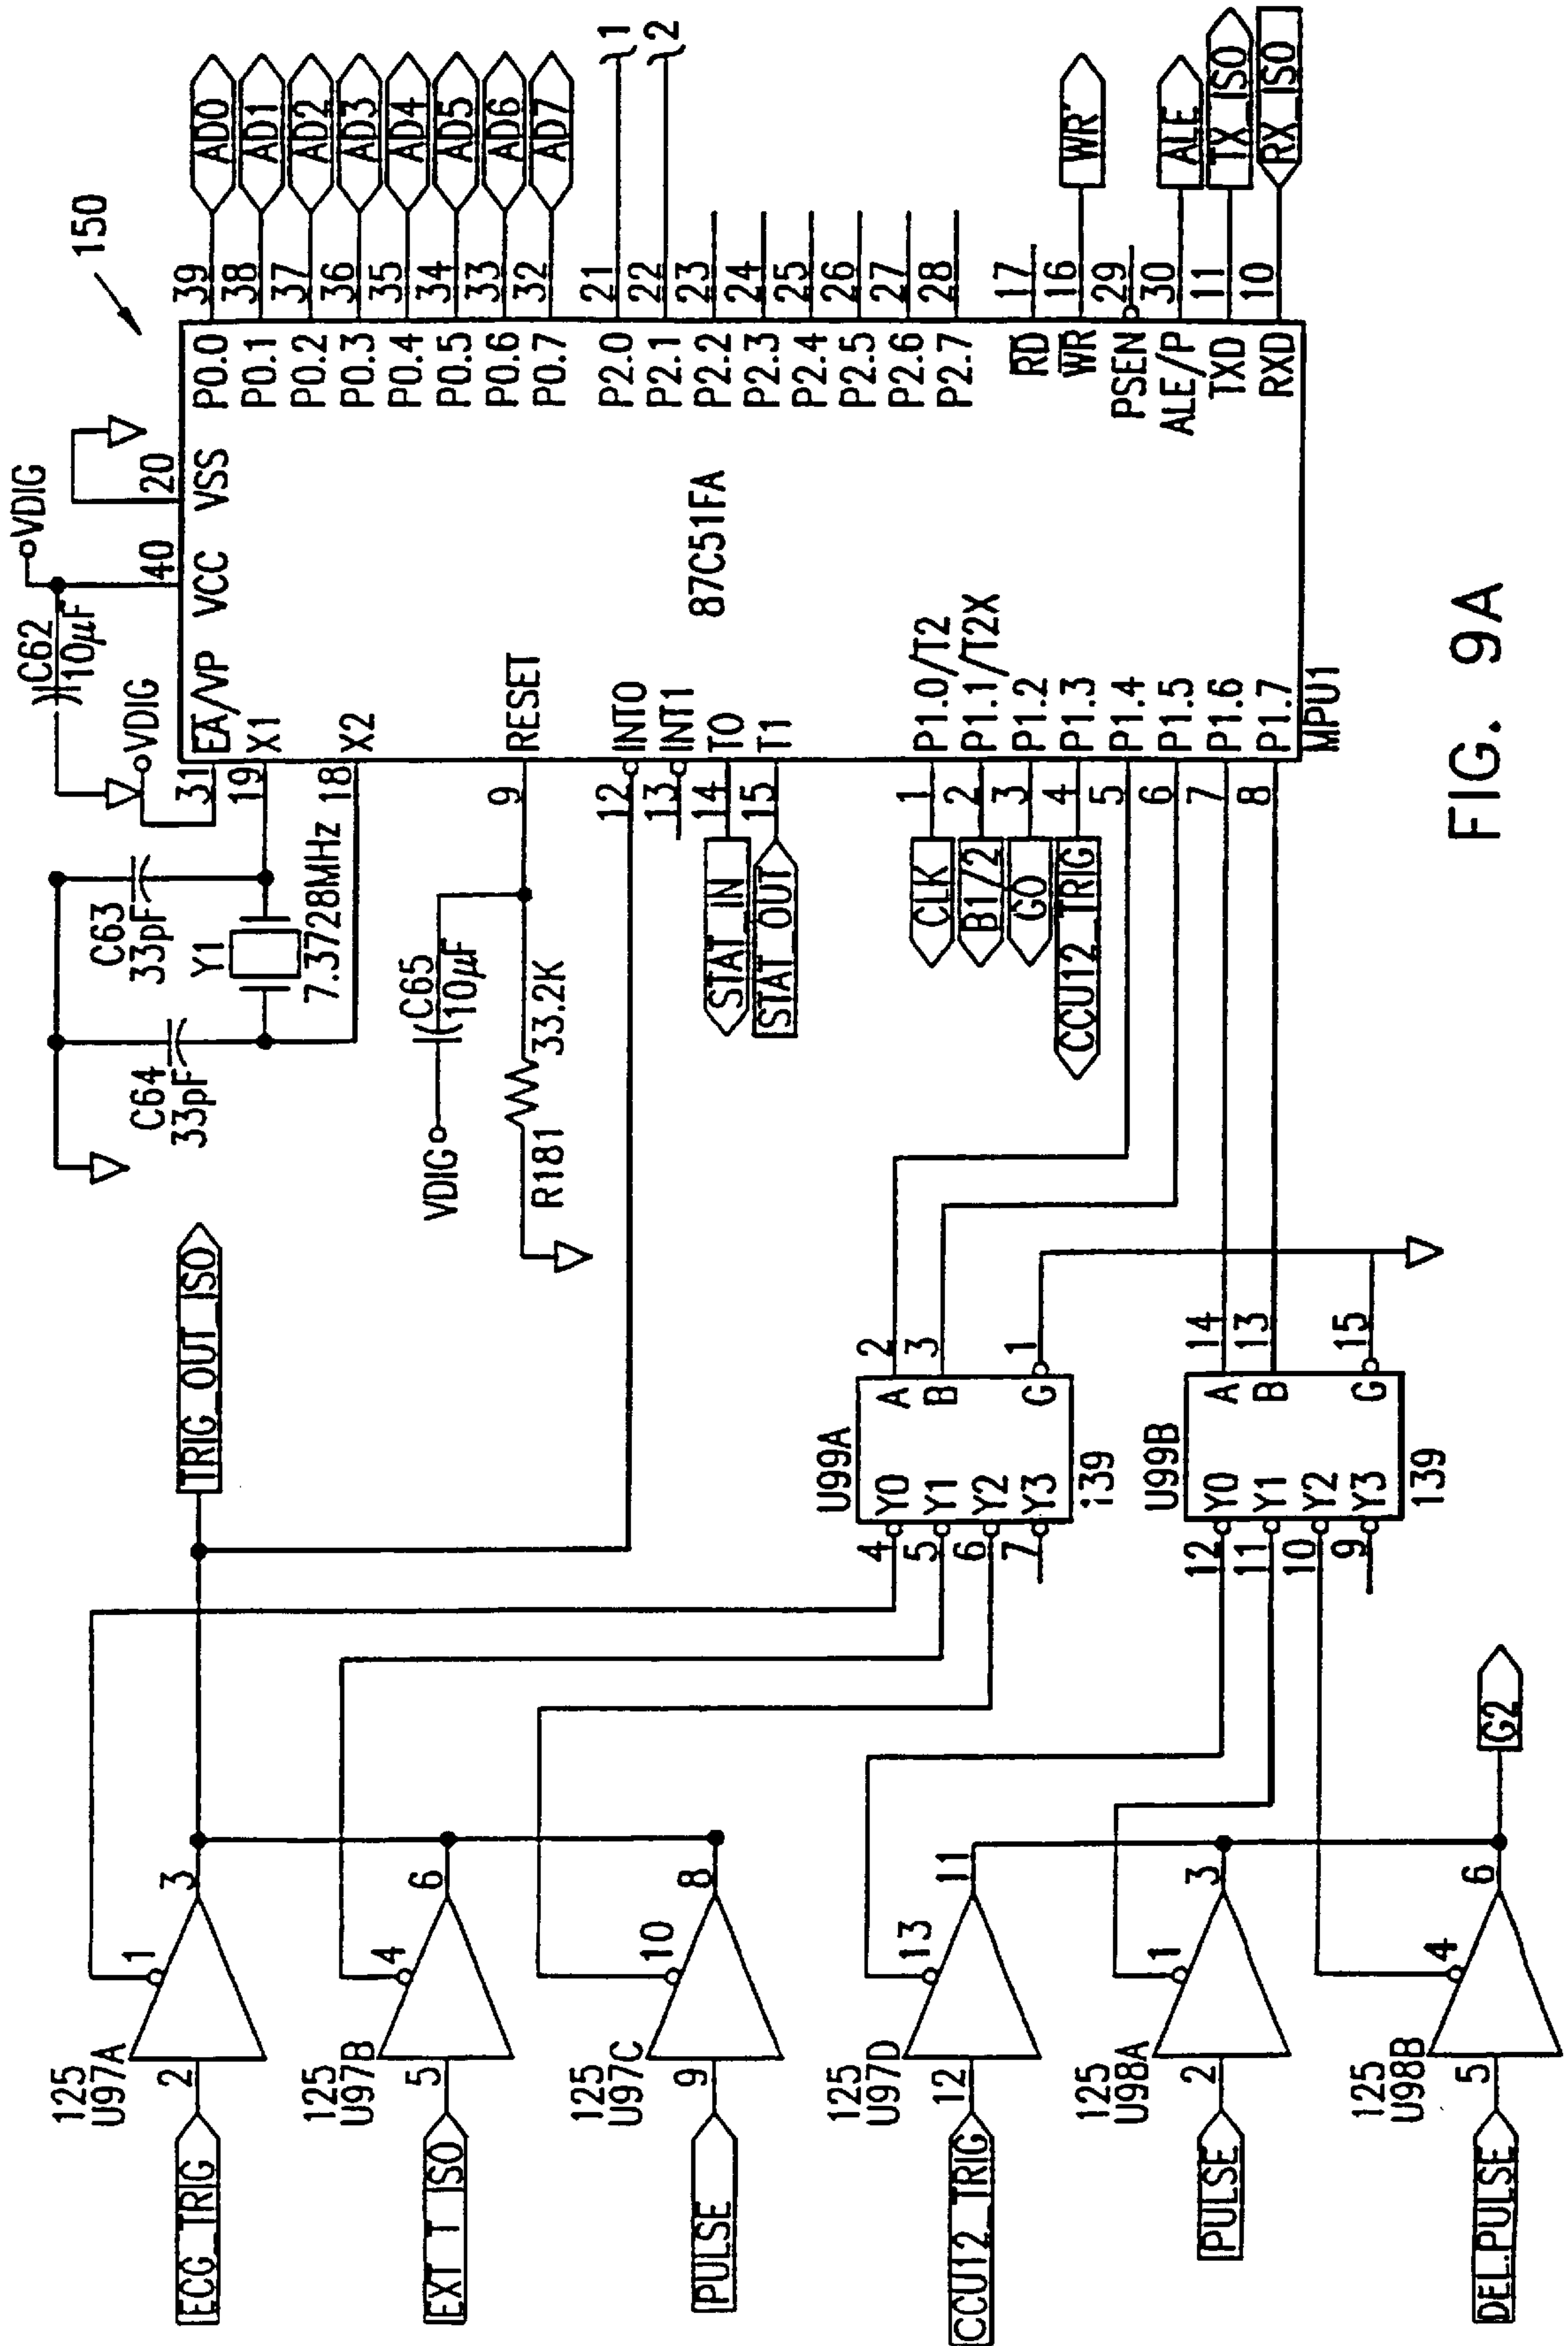 150
VDIG
C62
10µF
VDIG
40
20
31
EA/VP
VCC
VSS
19
X1
18
X2
9
RESET
12
INT0
13
INT1
14
T0
15
T1
1
P1.0/T2
2
P1.1/T2X
3
P1.2
4
P1.3
5
P1.4
6
P1.5
7
P1.6
8
P1.7
MPU1
87C51FA
P0.0
39
AD0
P0.1
38
AD1
P0.2
37
AD2
P0.3
36
AD3
P0.4
35
AD4
P0.5
34
AD5
P0.6
33
AD6
P0.7
32
AD7
P2.0
21
1
P2.1
22
2
P2.2
23
P2.3
24
P2.4
25
P2.5
26
P2.6
27
P2.7
28
RD
17
WR
16
WR'
PSEN
29
ALE/P
30
ALE
TXD
11
TX_ISO
RXD
10
RX_ISO
C64
33pF
C63
33pF
Y1
7.3728MHz
VDIG
C65
10µF
R181
33.2K
STAT_IN
STAT_OUT
CLK
B1/2
GO
CCU12_TRIG
TRIG_OUT_ISO
U99A
4
Y0
A
2
5
Y1
B
3
6
Y2
7
Y3
G
1
139
U99B
12
Y0
A
14
11
Y1
B
13
10
Y2
9
Y3
G
15
139
ECG_TRIG
2
125
U97A
1
3
EXT_T_ISO
5
125
U97B
4
6
PULSE
9
125
U97C
10
8
CCU12_TRIG
12
125
U97D
13
11
PULSE
2
125
U98A
1
3
DEL.PULSE
5
125
U98B
4
6
G2
FIG. 9A